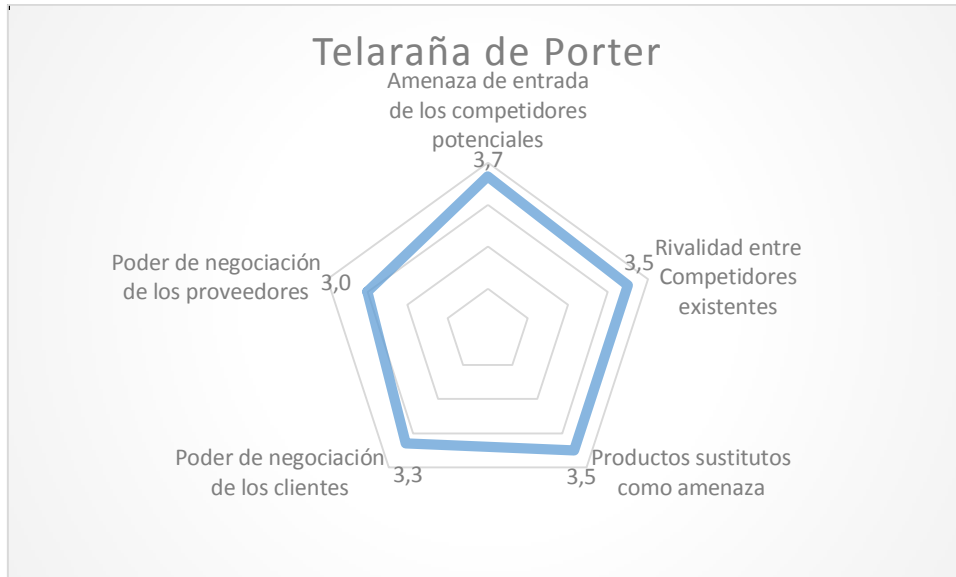 Telaraña de Porter
Amenaza de entrada
de los competidores
potenciales
3,7
Rivalidad entre
Competidores
existentes
3,5
Productos sustitutos
como amenaza
3,5
Poder de negociación
de los clientes
3,3
Poder de negociación
de los proveedores
3,0